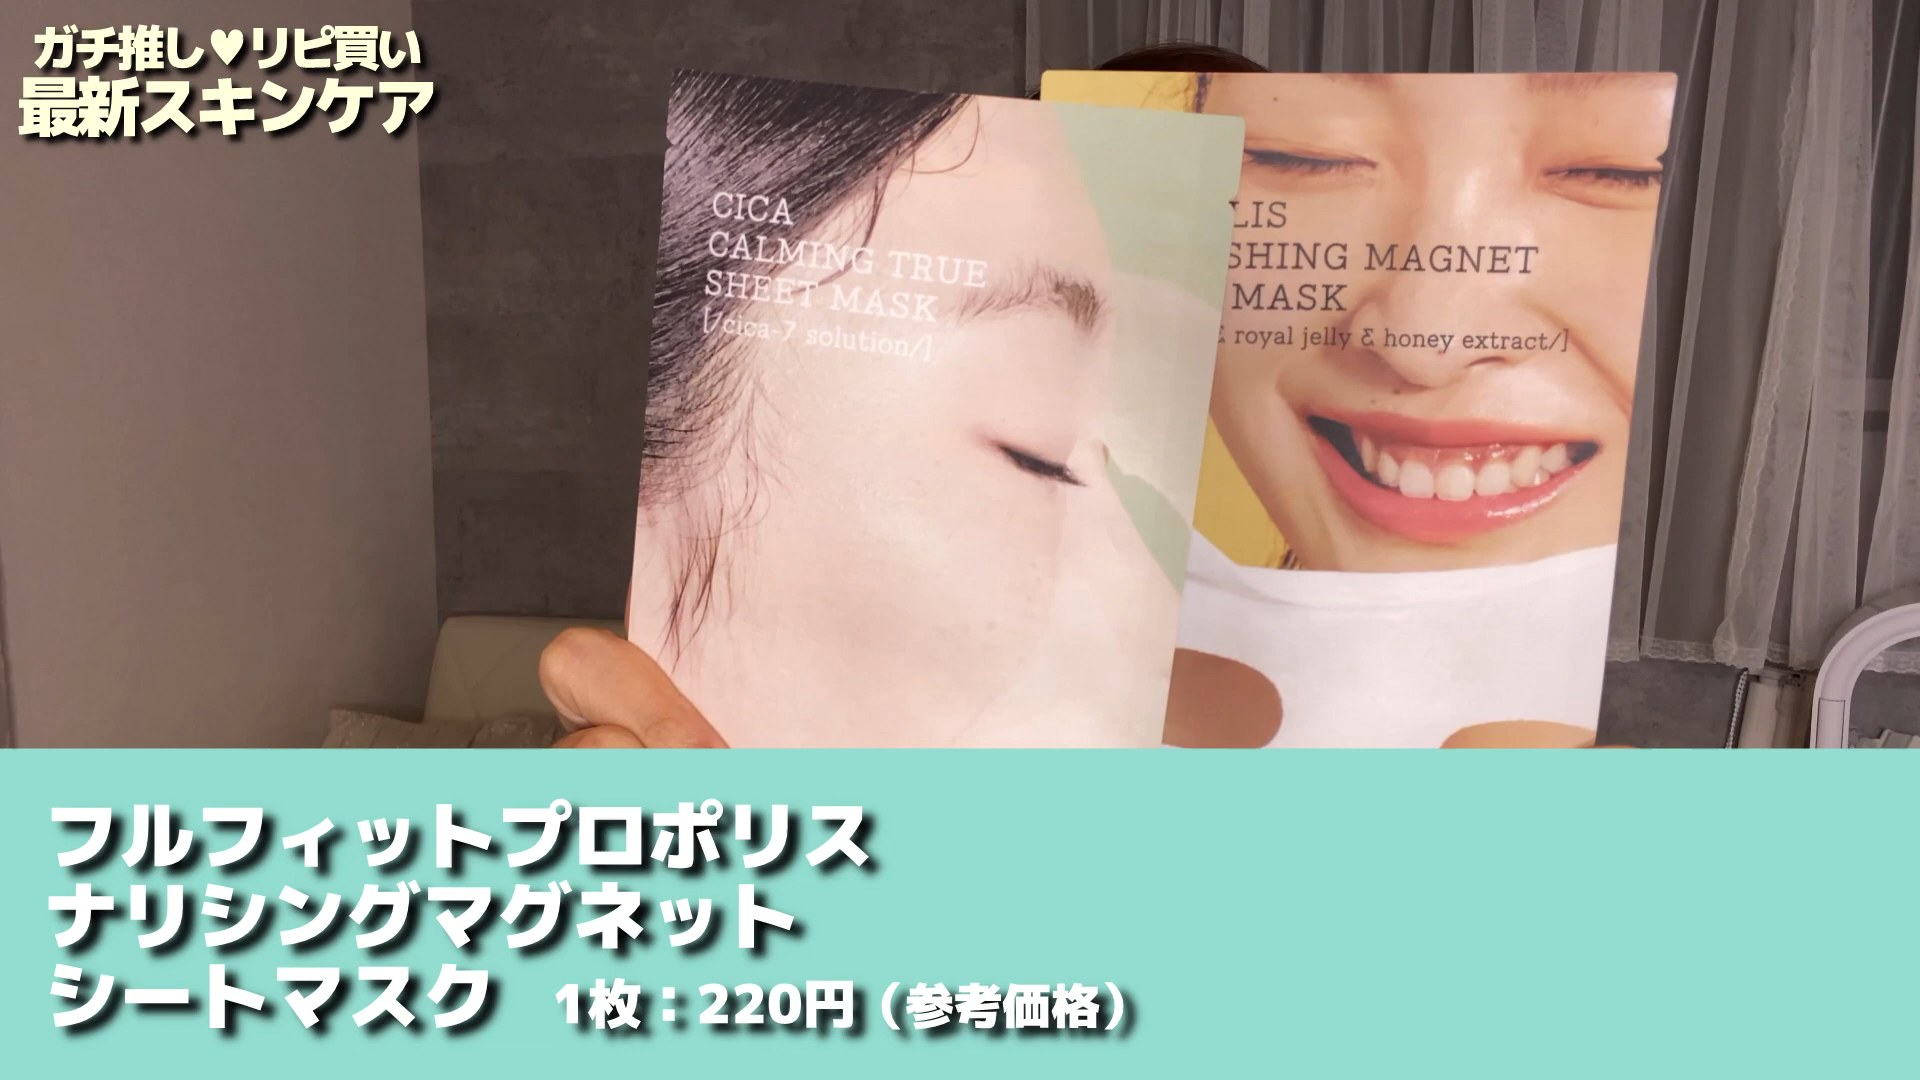 ガチ推し♥リピ買い
最新スキンケア
CICA
CALMING TRUE
SHEET MASK
[/cica-7 solution/]
LIS
SHING MAGNET
MASK
& royal jelly & honey extract/]
フルフィットプロポリス
ナリシングマグネット
シートマスク 1枚：220円（参考価格）